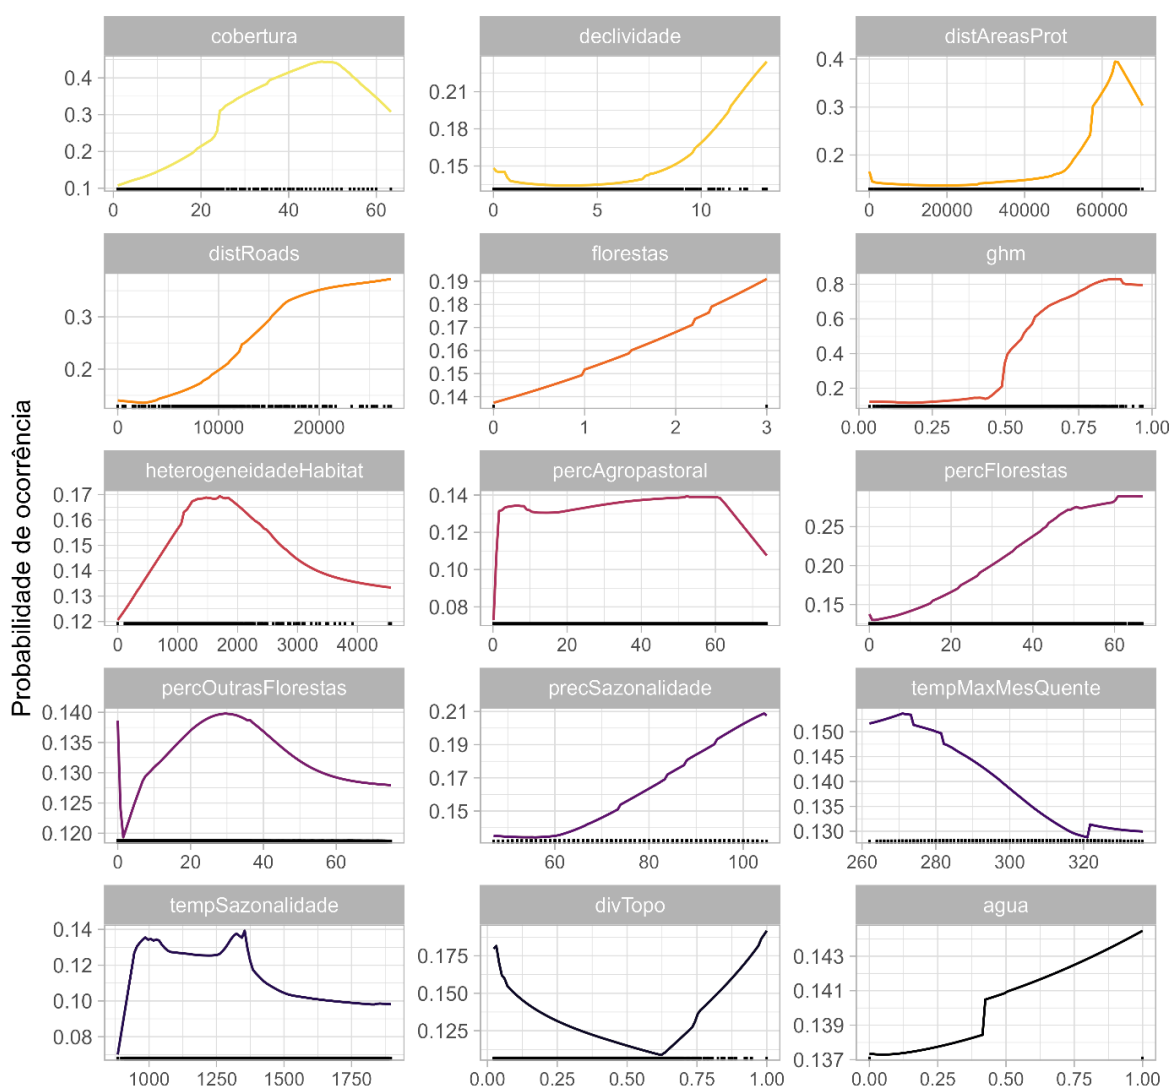 cobertura
declividade
distAreasProt
0.4
0.3
0.2
0.1
0 20 40 60
0.21
0.18
0.15
0 5 10
0.4
0.3
0.2
0 20000 40000 60000
distRoads
florestas
ghm
0.3
0.2
0 10000 20000
0.19
0.18
0.17
0.16
0.15
0.14
0 1 2 3
0.8
0.6
0.4
0.2
0.00 0.25 0.50 0.75 1.00
Probabilidade de ocorrência
heterogeneidadeHabitat
percAgropastoral
percFlorestas
0.17
0.16
0.15
0.14
0.13
0.12
0 1000 2000 3000 4000
0.14
0.12
0.10
0.08
0 20 40 60
0.25
0.20
0.15
0 20 40 60
percOutrasFlorestas
precSazonalidade
tempMaxMesQuente
0.140
0.135
0.130
0.125
0.120
0 20 40 60
0.21
0.19
0.17
0.15
60 80 100
0.150
0.145
0.140
0.135
0.130
260 280 300 320
tempSazonalidade
divTopo
agua
0.14
0.12
0.10
0.08
1000 1250 1500 1750
0.175
0.150
0.125
0.00 0.25 0.50 0.75 1.00
0.143
0.141
0.139
0.137
0.00 0.25 0.50 0.75 1.00